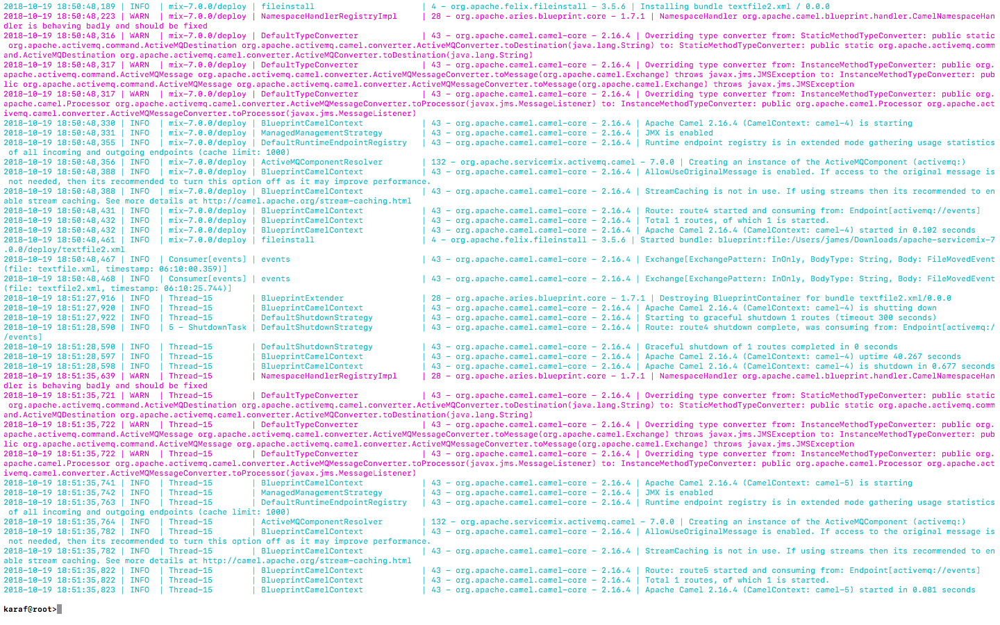 2018-10-19 18:50:48,189 | INFO  | mix-7.0.0/deploy | fileinstall                      | 4 - org.apache.felix.fileinstall - 3.5.6 | Installing bundle textfile2.xml / 0.0.0
2018-10-19 18:50:48,223 | WARN  | mix-7.0.0/deploy | NamespaceHandlerRegistryImpl     | 28 - org.apache.aries.blueprint.core - 1.7.1 | NamespaceHandler org.apache.camel.blueprint.handler.CamelNamespaceHan
dler is behaving badly and should be fixed
2018-10-19 18:50:48,316 | WARN  | mix-7.0.0/deploy | DefaultTypeConverter             | 43 - org.apache.camel.camel-core - 2.16.4 | Overriding type converter from: StaticMethodTypeConverter: public static
 org.apache.activemq.command.ActiveMQDestination org.apache.activemq.camel.converter.ActiveMQConverter.toDestination(java.lang.String) to: StaticMethodTypeConverter: public static org.apache.activemq.comm
and.ActiveMQDestination org.apache.activemq.camel.converter.ActiveMQConverter.toDestination(java.lang.String)
2018-10-19 18:50:48,317 | WARN  | mix-7.0.0/deploy | DefaultTypeConverter             | 43 - org.apache.camel.camel-core - 2.16.4 | Overriding type converter from: InstanceMethodTypeConverter: public org.
apache.activemq.command.ActiveMQMessage org.apache.activemq.camel.converter.ActiveMQMessageConverter.toMessage(org.apache.camel.Exchange) throws javax.jms.JMSException to: InstanceMethodTypeConverter: pub
lic org.apache.activemq.command.ActiveMQMessage org.apache.activemq.camel.converter.ActiveMQMessageConverter.toMessage(org.apache.camel.Exchange) throws javax.jms.JMSException
2018-10-19 18:50:48,317 | WARN  | mix-7.0.0/deploy | DefaultTypeConverter             | 43 - org.apache.camel.camel-core - 2.16.4 | Overriding type converter from: InstanceMethodTypeConverter: public org.
apache.camel.Processor org.apache.activemq.camel.converter.ActiveMQMessageConverter.toProcessor(javax.jms.MessageListener) to: InstanceMethodTypeConverter: public org.apache.camel.Processor org.apache.act
ivemq.camel.converter.ActiveMQMessageConverter.toProcessor(javax.jms.MessageListener)
2018-10-19 18:50:48,330 | INFO  | mix-7.0.0/deploy | BlueprintCamelContext            | 43 - org.apache.camel.camel-core - 2.16.4 | Apache Camel 2.16.4 (CamelContext: camel-4) is starting
2018-10-19 18:50:48,331 | INFO  | mix-7.0.0/deploy | ManagedManagementStrategy        | 43 - org.apache.camel.camel-core - 2.16.4 | JMX is enabled
2018-10-19 18:50:48,355 | INFO  | mix-7.0.0/deploy | DefaultRuntimeEndpointRegistry   | 43 - org.apache.camel.camel-core - 2.16.4 | Runtime endpoint registry is in extended mode gathering usage statistics
 of all incoming and outgoing endpoints (cache limit: 1000)
2018-10-19 18:50:48,356 | INFO  | mix-7.0.0/deploy | ActiveMQComponentResolver        | 132 - org.apache.servicemix.activemq.camel - 7.0.0 | Creating an instance of the ActiveMQComponent (activemq:)
2018-10-19 18:50:48,388 | INFO  | mix-7.0.0/deploy | BlueprintCamelContext            | 43 - org.apache.camel.camel-core - 2.16.4 | AllowUseOriginalMessage is enabled. If access to the original message is
 not needed, then its recommended to turn this option off as it may improve performance.
2018-10-19 18:50:48,388 | INFO  | mix-7.0.0/deploy | BlueprintCamelContext            | 43 - org.apache.camel.camel-core - 2.16.4 | StreamCaching is not in use. If using streams then its recommended to en
able stream caching. See more details at http://camel.apache.org/stream-caching.html
2018-10-19 18:50:48,431 | INFO  | mix-7.0.0/deploy | BlueprintCamelContext            | 43 - org.apache.camel.camel-core - 2.16.4 | Route: route4 started and consuming from: Endpoint[activemq://events]
2018-10-19 18:50:48,432 | INFO  | mix-7.0.0/deploy | BlueprintCamelContext            | 43 - org.apache.camel.camel-core - 2.16.4 | Total 1 routes, of which 1 is started.
2018-10-19 18:50:48,432 | INFO  | mix-7.0.0/deploy | BlueprintCamelContext            | 43 - org.apache.camel.camel-core - 2.16.4 | Apache Camel 2.16.4 (CamelContext: camel-4) started in 0.102 seconds
2018-10-19 18:50:48,461 | INFO  | mix-7.0.0/deploy | fileinstall                      | 4 - org.apache.felix.fileinstall - 3.5.6 | Started bundle: blueprint:file:/Users/james/Downloads/apache-servicemix-7
.0.0/deploy/textfile2.xml
2018-10-19 18:50:48,467 | INFO  | Consumer[events] | events                           | 43 - org.apache.camel.camel-core - 2.16.4 | Exchange[ExchangePattern: InOnly, BodyType: String, Body: FileMovedEvent
(file: textfile.xml, timestamp: 06:10:00.359)]
2018-10-19 18:50:48,468 | INFO  | Consumer[events] | events                           | 43 - org.apache.camel.camel-core - 2.16.4 | Exchange[ExchangePattern: InOnly, BodyType: String, Body: FileMovedEvent
(file: textfile2.xml, timestamp: 06:10:25.744)]
2018-10-19 18:51:27,916 | INFO  | Thread-15        | BlueprintExtender                | 28 - org.apache.aries.blueprint.core - 1.7.1 | Destroying BlueprintContainer for bundle textfile2.xml/0.0.0
2018-10-19 18:51:27,920 | INFO  | Thread-15        | BlueprintCamelContext            | 43 - org.apache.camel.camel-core - 2.16.4 | Apache Camel 2.16.4 (CamelContext: camel-4) is shutting down
2018-10-19 18:51:27,922 | INFO  | Thread-15        | DefaultShutdownStrategy          | 43 - org.apache.camel.camel-core - 2.16.4 | Starting to graceful shutdown 1 routes (timeout 300 seconds)
2018-10-19 18:51:28,590 | INFO  | 5 - ShutdownTask | DefaultShutdownStrategy          | 43 - org.apache.camel.camel-core - 2.16.4 | Route: route4 shutdown complete, was consuming from: Endpoint[activemq:/
/events]
2018-10-19 18:51:28,590 | INFO  | Thread-15        | DefaultShutdownStrategy          | 43 - org.apache.camel.camel-core - 2.16.4 | Graceful shutdown of 1 routes completed in 0 seconds
2018-10-19 18:51:28,597 | INFO  | Thread-15        | BlueprintCamelContext            | 43 - org.apache.camel.camel-core - 2.16.4 | Apache Camel 2.16.4 (CamelContext: camel-4) uptime 40.267 seconds
2018-10-19 18:51:28,598 | INFO  | Thread-15        | BlueprintCamelContext            | 43 - org.apache.camel.camel-core - 2.16.4 | Apache Camel 2.16.4 (CamelContext: camel-4) is shutdown in 0.677 seconds
2018-10-19 18:51:35,639 | WARN  | Thread-15        | NamespaceHandlerRegistryImpl     | 28 - org.apache.aries.blueprint.core - 1.7.1 | NamespaceHandler org.apache.camel.blueprint.handler.CamelNamespaceHan
dler is behaving badly and should be fixed
2018-10-19 18:51:35,721 | WARN  | Thread-15        | DefaultTypeConverter             | 43 - org.apache.camel.camel-core - 2.16.4 | Overriding type converter from: StaticMethodTypeConverter: public static
 org.apache.activemq.command.ActiveMQDestination org.apache.activemq.camel.converter.ActiveMQConverter.toDestination(java.lang.String) to: StaticMethodTypeConverter: public static org.apache.activemq.comm
and.ActiveMQDestination org.apache.activemq.camel.converter.ActiveMQConverter.toDestination(java.lang.String)
2018-10-19 18:51:35,722 | WARN  | Thread-15        | DefaultTypeConverter             | 43 - org.apache.camel.camel-core - 2.16.4 | Overriding type converter from: InstanceMethodTypeConverter: public org.
apache.activemq.command.ActiveMQMessage org.apache.activemq.camel.converter.ActiveMQMessageConverter.toMessage(org.apache.camel.Exchange) throws javax.jms.JMSException to: InstanceMethodTypeConverter: pub
lic org.apache.activemq.command.ActiveMQMessage org.apache.activemq.camel.converter.ActiveMQMessageConverter.toMessage(org.apache.camel.Exchange) throws javax.jms.JMSException
2018-10-19 18:51:35,722 | WARN  | Thread-15        | DefaultTypeConverter             | 43 - org.apache.camel.camel-core - 2.16.4 | Overriding type converter from: InstanceMethodTypeConverter: public org.
apache.camel.Processor org.apache.activemq.camel.converter.ActiveMQMessageConverter.toProcessor(javax.jms.MessageListener) to: InstanceMethodTypeConverter: public org.apache.camel.Processor org.apache.act
ivemq.camel.converter.ActiveMQMessageConverter.toProcessor(javax.jms.MessageListener)
2018-10-19 18:51:35,741 | INFO  | Thread-15        | BlueprintCamelContext            | 43 - org.apache.camel.camel-core - 2.16.4 | Apache Camel 2.16.4 (CamelContext: camel-5) is starting
2018-10-19 18:51:35,742 | INFO  | Thread-15        | ManagedManagementStrategy        | 43 - org.apache.camel.camel-core - 2.16.4 | JMX is enabled
2018-10-19 18:51:35,763 | INFO  | Thread-15        | DefaultRuntimeEndpointRegistry   | 43 - org.apache.camel.camel-core - 2.16.4 | Runtime endpoint registry is in extended mode gathering usage statistics
 of all incoming and outgoing endpoints (cache limit: 1000)
2018-10-19 18:51:35,764 | INFO  | Thread-15        | ActiveMQComponentResolver        | 132 - org.apache.servicemix.activemq.camel - 7.0.0 | Creating an instance of the ActiveMQComponent (activemq:)
2018-10-19 18:51:35,782 | INFO  | Thread-15        | BlueprintCamelContext            | 43 - org.apache.camel.camel-core - 2.16.4 | AllowUseOriginalMessage is enabled. If access to the original message is
 not needed, then its recommended to turn this option off as it may improve performance.
2018-10-19 18:51:35,782 | INFO  | Thread-15        | BlueprintCamelContext            | 43 - org.apache.camel.camel-core - 2.16.4 | StreamCaching is not in use. If using streams then its recommended to en
able stream caching. See more details at http://camel.apache.org/stream-caching.html
2018-10-19 18:51:35,822 | INFO  | Thread-15        | BlueprintCamelContext            | 43 - org.apache.camel.camel-core - 2.16.4 | Route: route5 started and consuming from: Endpoint[activemq://events]
2018-10-19 18:51:35,822 | INFO  | Thread-15        | BlueprintCamelContext            | 43 - org.apache.camel.camel-core - 2.16.4 | Total 1 routes, of which 1 is started.
2018-10-19 18:51:35,823 | INFO  | Thread-15        | BlueprintCamelContext            | 43 - org.apache.camel.camel-core - 2.16.4 | Apache Camel 2.16.4 (CamelContext: camel-5) started in 0.081 seconds
karaf@root>